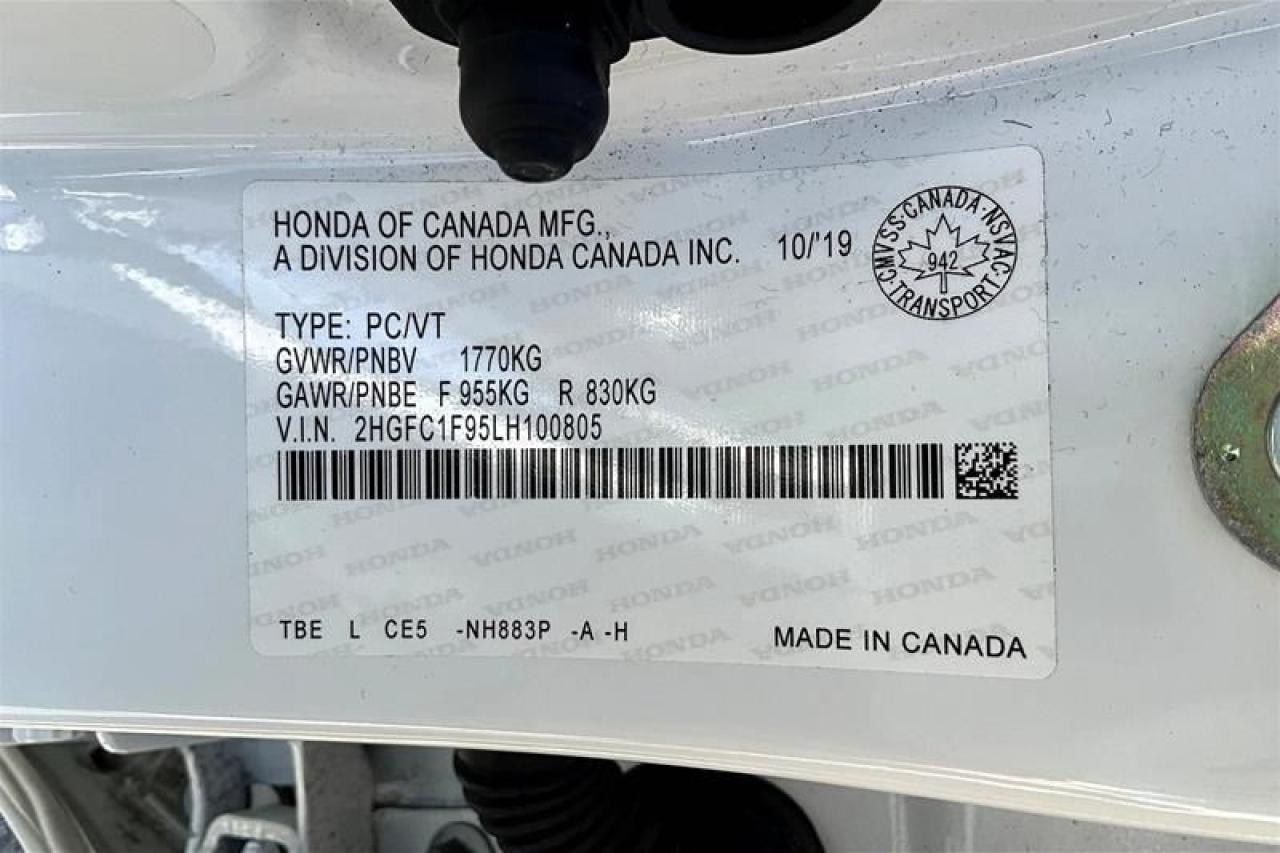 HONDA OF CANADA MFG.,
A DIVISION OF HONDA CANADA INC. 10/'19
CMVSS·CANADA·NSVAC·TRANSPORT
942
TYPE: PC/VT
GVWR/PNBV 1770KG
GAWR/PNBE F 955KG R 830KG
V.I.N. 2HGFC1F95LH100805
TBE L CE5 -NH883P -A -H
MADE IN CANADA